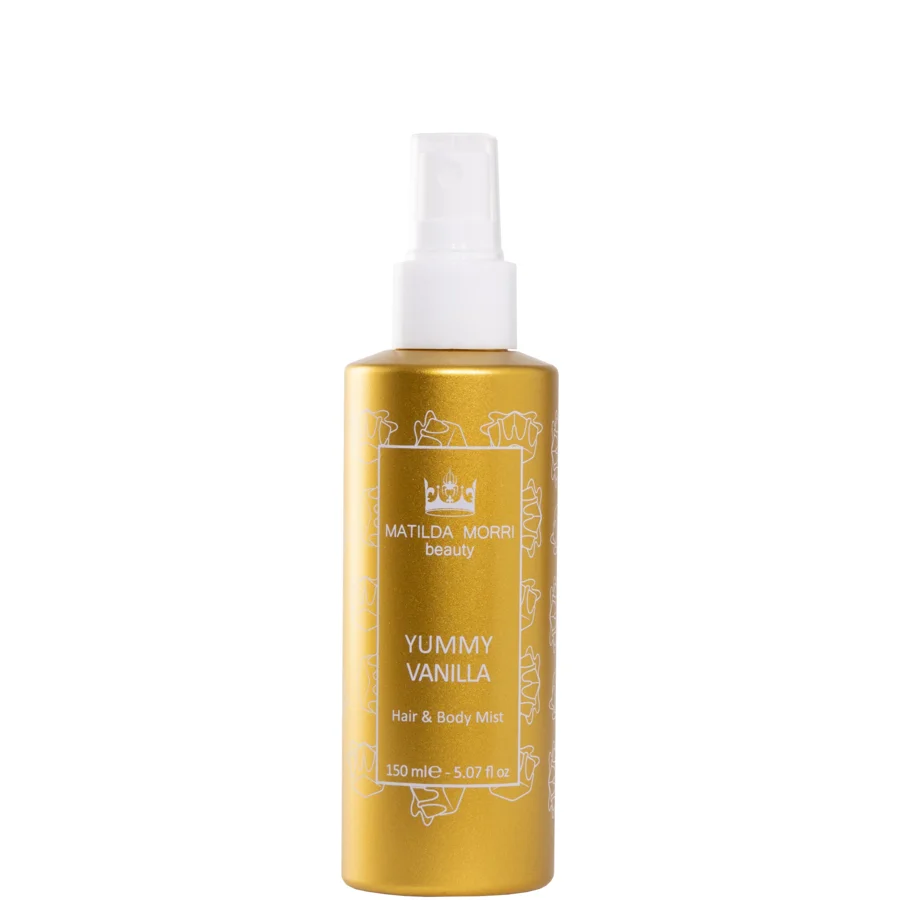 MATILDA MORRI
beauty
YUMMY
VANILLA
Hair & Body Mist
150 ml℮ - 5.07 fl oz